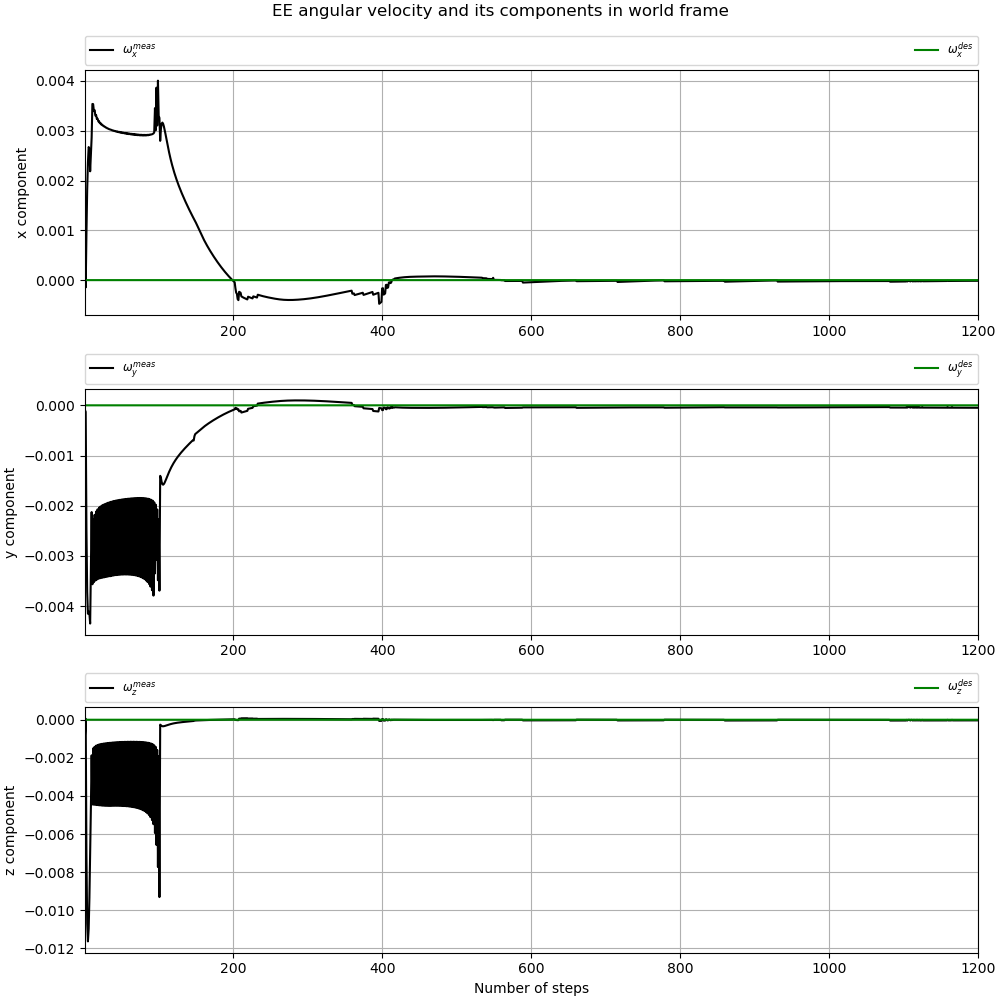 EE angular velocity and its components in world frame
ω_x^{meas} ω_x^{des}
0.004
0.003
0.002
0.001
0.000
x component
200 400 600 800 1000 1200
ω_y^{meas} ω_y^{des}
0.000
−0.001
−0.002
−0.003
−0.004
y component
200 400 600 800 1000 1200
ω_z^{meas} ω_z^{des}
0.000
−0.002
−0.004
−0.006
−0.008
−0.010
−0.012
z component
200 400 600 800 1000 1200
Number of steps